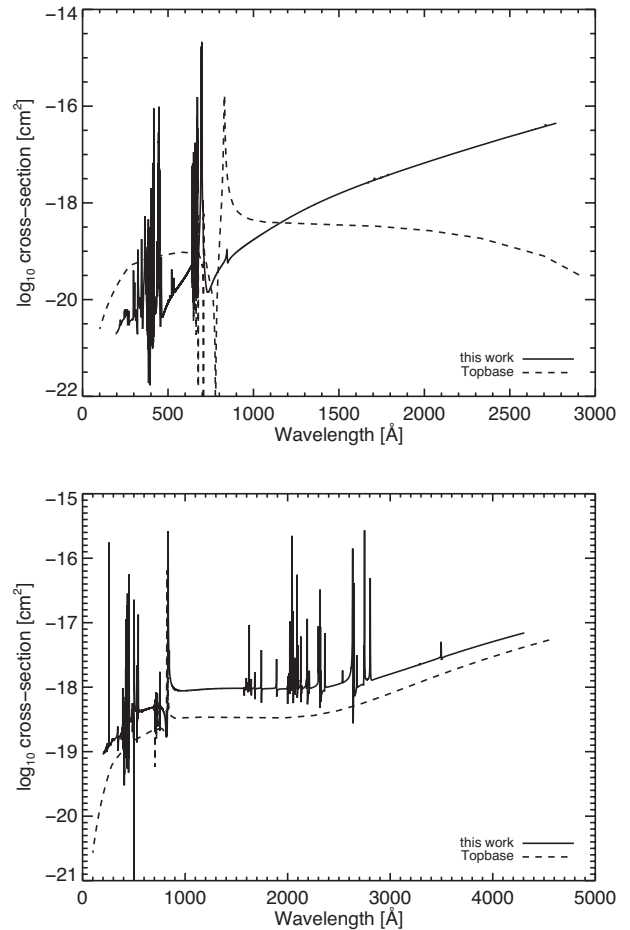 −14
−16
−18
−20
−22
log₁₀ cross−section [cm²]
this work
Topbase
0 500 1000 1500 2000 2500 3000
Wavelength [Å]
−15
−16
−17
−18
−19
−20
−21
log₁₀ cross−section [cm²]
this work
Topbase
0 1000 2000 3000 4000 5000
Wavelength [Å]